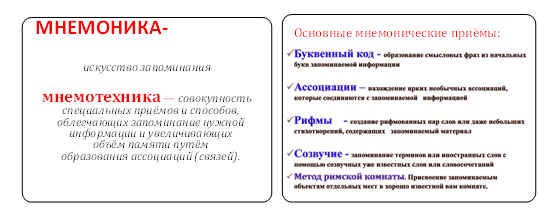 МНЕМОНИКА-
искусство запоминания
мнемотехника — совокупность
специальных приёмов и способов,
облегчающих запоминание нужной
информации и увеличивающих
объём памяти путём
образования ассоциаций (связей).
Основные мнемонические приёмы:
✓Буквенный код - образование смысловых фраз из начальных
букв запоминаемой информации
✓Ассоциации – нахождение ярких необычных ассоциаций,
которые соединяются с запоминаемой информацией
✓Рифмы - создание рифмованных пар слов или даже небольших
стихотворений, содержащих запоминаемый материал
✓Созвучие - запоминание терминов или иностранных слов с
помощью созвучных уже известных слов или словосочетаний
✓Метод римской комнаты. Присвоение запоминаемым
объектам отдельных мест в хорошо известной вам комнате.